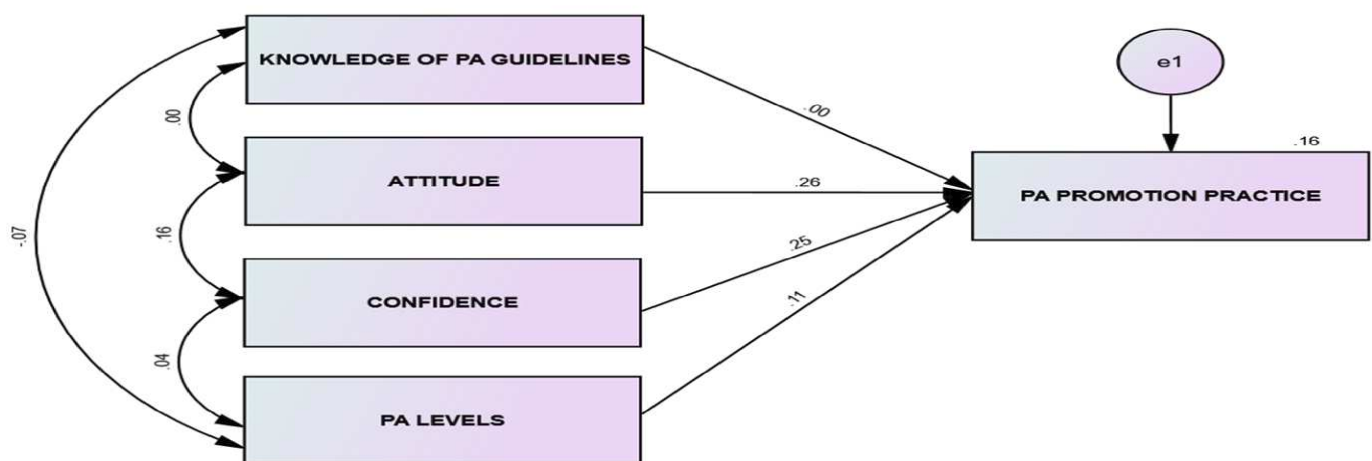 KNOWLEDGE OF PA GUIDELINES
e1
.00
.00
.16
ATTITUDE
.26
PA PROMOTION PRACTICE
-.07
.16
.25
CONFIDENCE
.11
.04
PA LEVELS